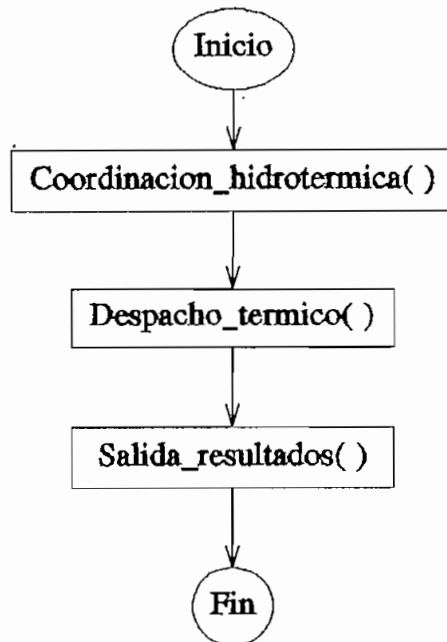 Inicio
Coordinacion_hidrotermica( )
Despacho_termico( )
Salida_resultados( )
Fin